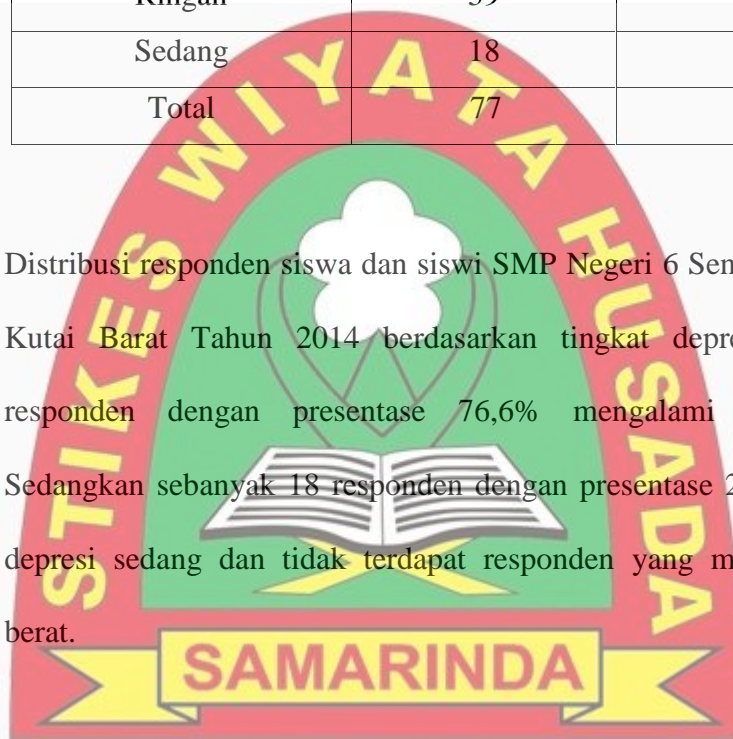 Ringan 59
Sedang 18
Total 77
Distribusi responden siswa dan siswi SMP Negeri 6 Sen
Kutai Barat Tahun 2014 berdasarkan tingkat depre
responden dengan presentase 76,6% mengalami
Sedangkan sebanyak 18 responden dengan presentase 2
depresi sedang dan tidak terdapat responden yang m
berat.
STIKES WIYATA HUSADA
SAMARINDA